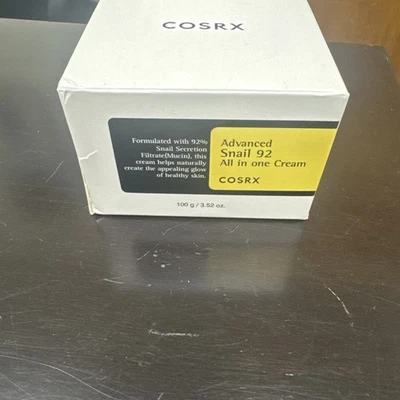 COSRX
Formulated with 92%
Snail Secretion
Filtrate(Mucin), this
cream helps naturally
create the appealing glow
of healthy skin.
Advanced
Snail 92
All in one Cream
COSRX
100 g / 3.52 oz.